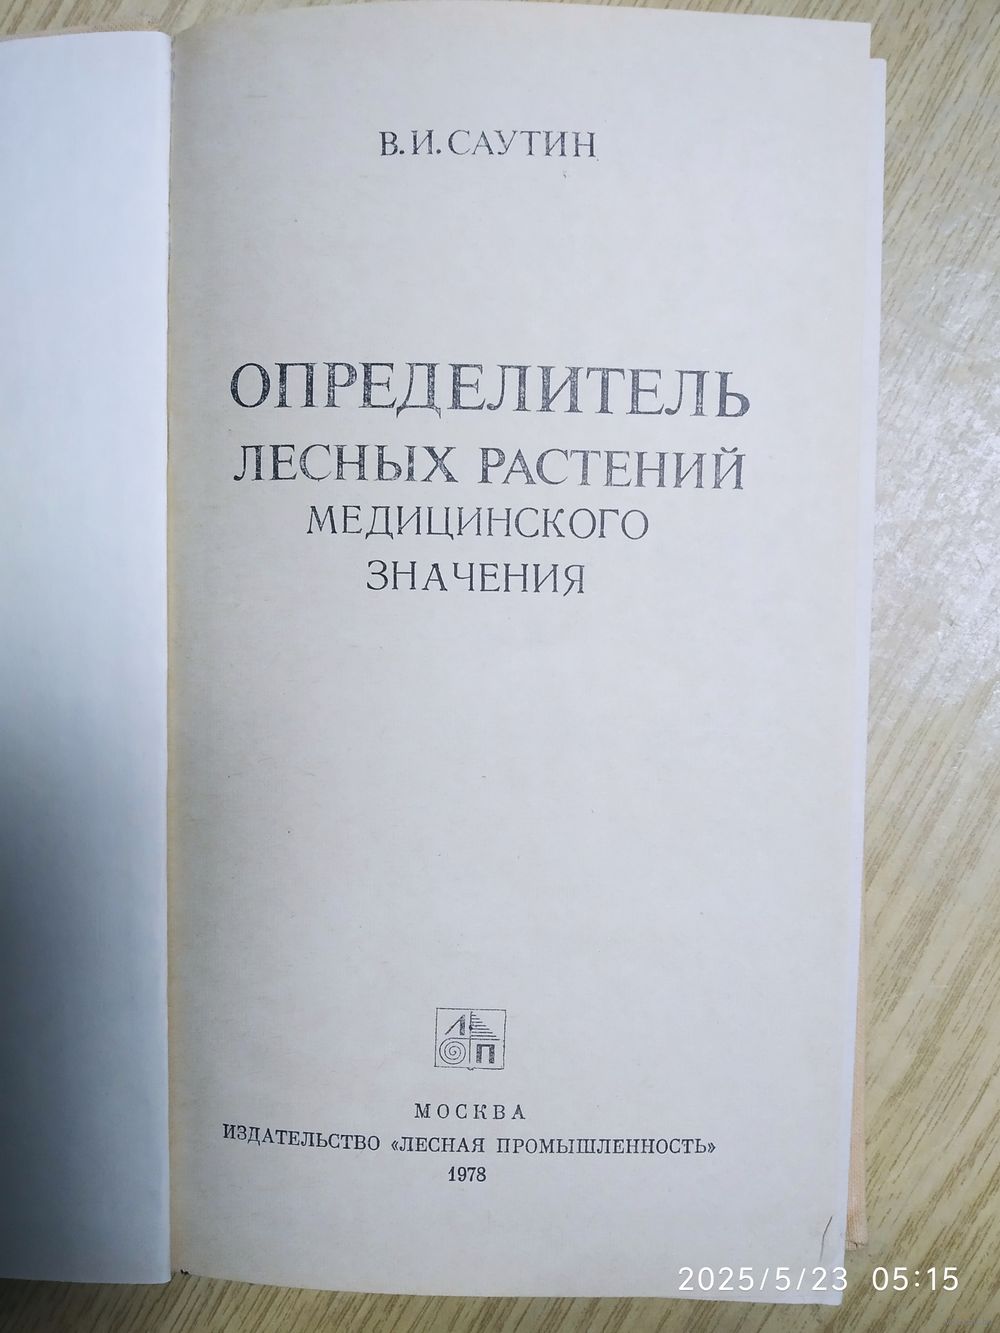 В. И. САУТИН
ОПРЕДЕЛИТЕЛЬ
ЛЕСНЫХ РАСТЕНИЙ
МЕДИЦИНСКОГО
ЗНАЧЕНИЯ
Л
П
МОСКВА
ИЗДАТЕЛЬСТВО «ЛЕСНАЯ ПРОМЫШЛЕННОСТЬ»
1978
2025/5/23 05:15